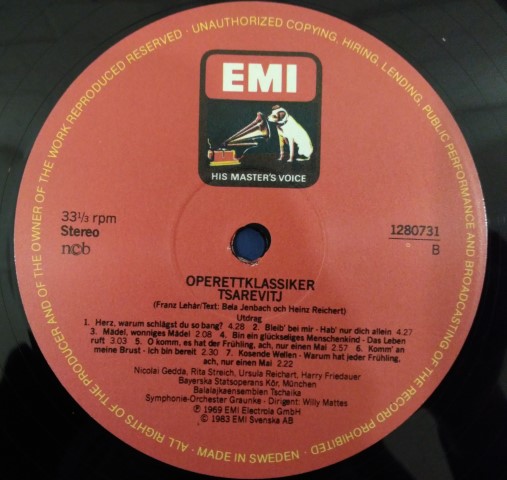 ALL RIGHTS OF THE PRODUCER AND OF THE OWNER OF THE WORK REPRODUCED RESERVED · UNAUTHORIZED COPYING, HIRING, LENDING, PUBLIC PERFORMANCE AND BROADCASTING OF THE RECORD PROHIBITED · MADE IN SWEDEN ·
EMI
HIS MASTER'S VOICE
33⅓ rpm
Stereo
ncb
1280731
B
OPERETTKLASSIKER
TSAREVITJ
(Franz Lehár/Text: Bela Jenbach och Heinz Reichert)
Utdrag
1. Herz, warum schlägst du so bang? 4.28 2. Bleib' bei mir - Hab' nur dich allein 4.27
3. Mädel, wonniges Mädel 2.08 4. Bin ein glückseliges Menschenkind - Das Leben
ruft 3.03 5. O komm, es hat der Frühling, ach, nur einen Mai 2.57 6. Komm' an
meine Brust - Ich bin bereit 2.30 7. Kosende Wellen - Warum hat jeder Frühling,
ach, nur einen Mai 2.22
Nicolai Gedda, Rita Streich, Ursula Reichart, Harry Friedauer
Bayerska Statsoperans Kör, München
Balalajkaensemblen Tschaika
Symphonie-Orchester Graunke · Dirigent: Willy Mattes
℗ 1969 EMI Electrola GmbH
© 1983 EMI Svenska AB